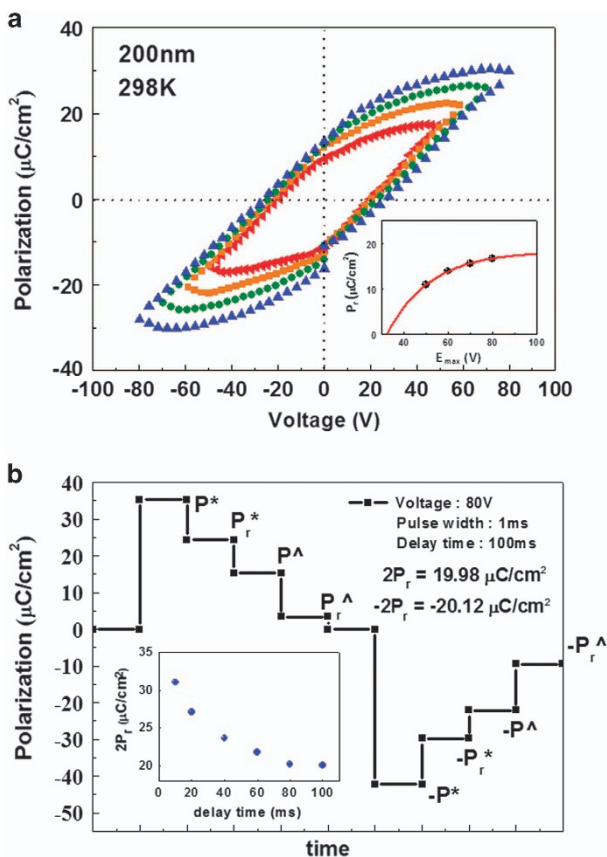 a
200nm
298K
Polarization (μC/cm²)
40
20
0
-20
-40
-100 -80 -60 -40 -20 0 20 40 60 80 100
Voltage (V)
Pr (μC/cm²)
20
10
0
40 60 80 100
Emax (V)
b
Polarization (μC/cm²)
40
30
20
10
0
-10
-20
-30
-40
-50
P*
Pr*
P^
Pr^
Voltage : 80V
Pulse width : 1ms
Delay time : 100ms
2Pr = 19.98 μC/cm²
-2Pr = -20.12 μC/cm²
-Pr^
-P^
-Pr*
-P*
2Pr (μC/cm²)
35
30
25
20
0 20 40 60 80 100
delay time (ms)
time